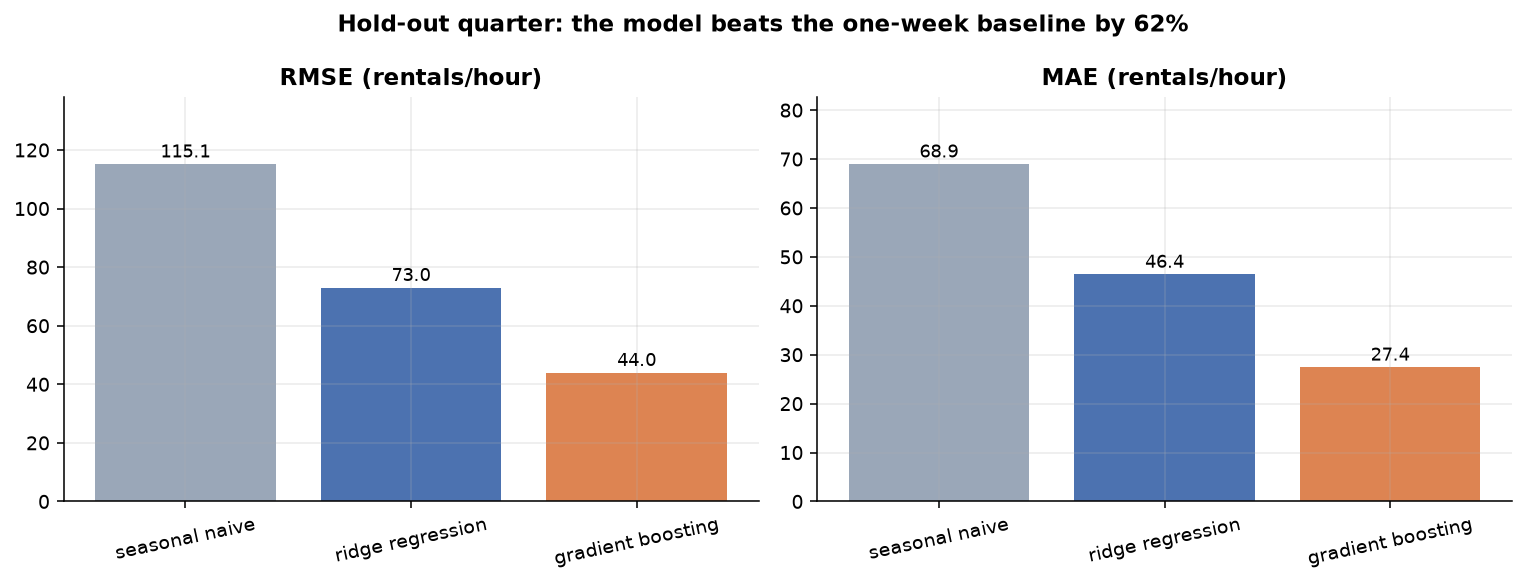 Hold-out quarter: the model beats the one-week baseline by 62%
RMSE (rentals/hour)
120
100
80
60
40
20
0
115.1
73.0
44.0
seasonal naive
ridge regression
gradient boosting
MAE (rentals/hour)
80
70
60
50
40
30
20
10
0
68.9
46.4
27.4
seasonal naive
ridge regression
gradient boosting